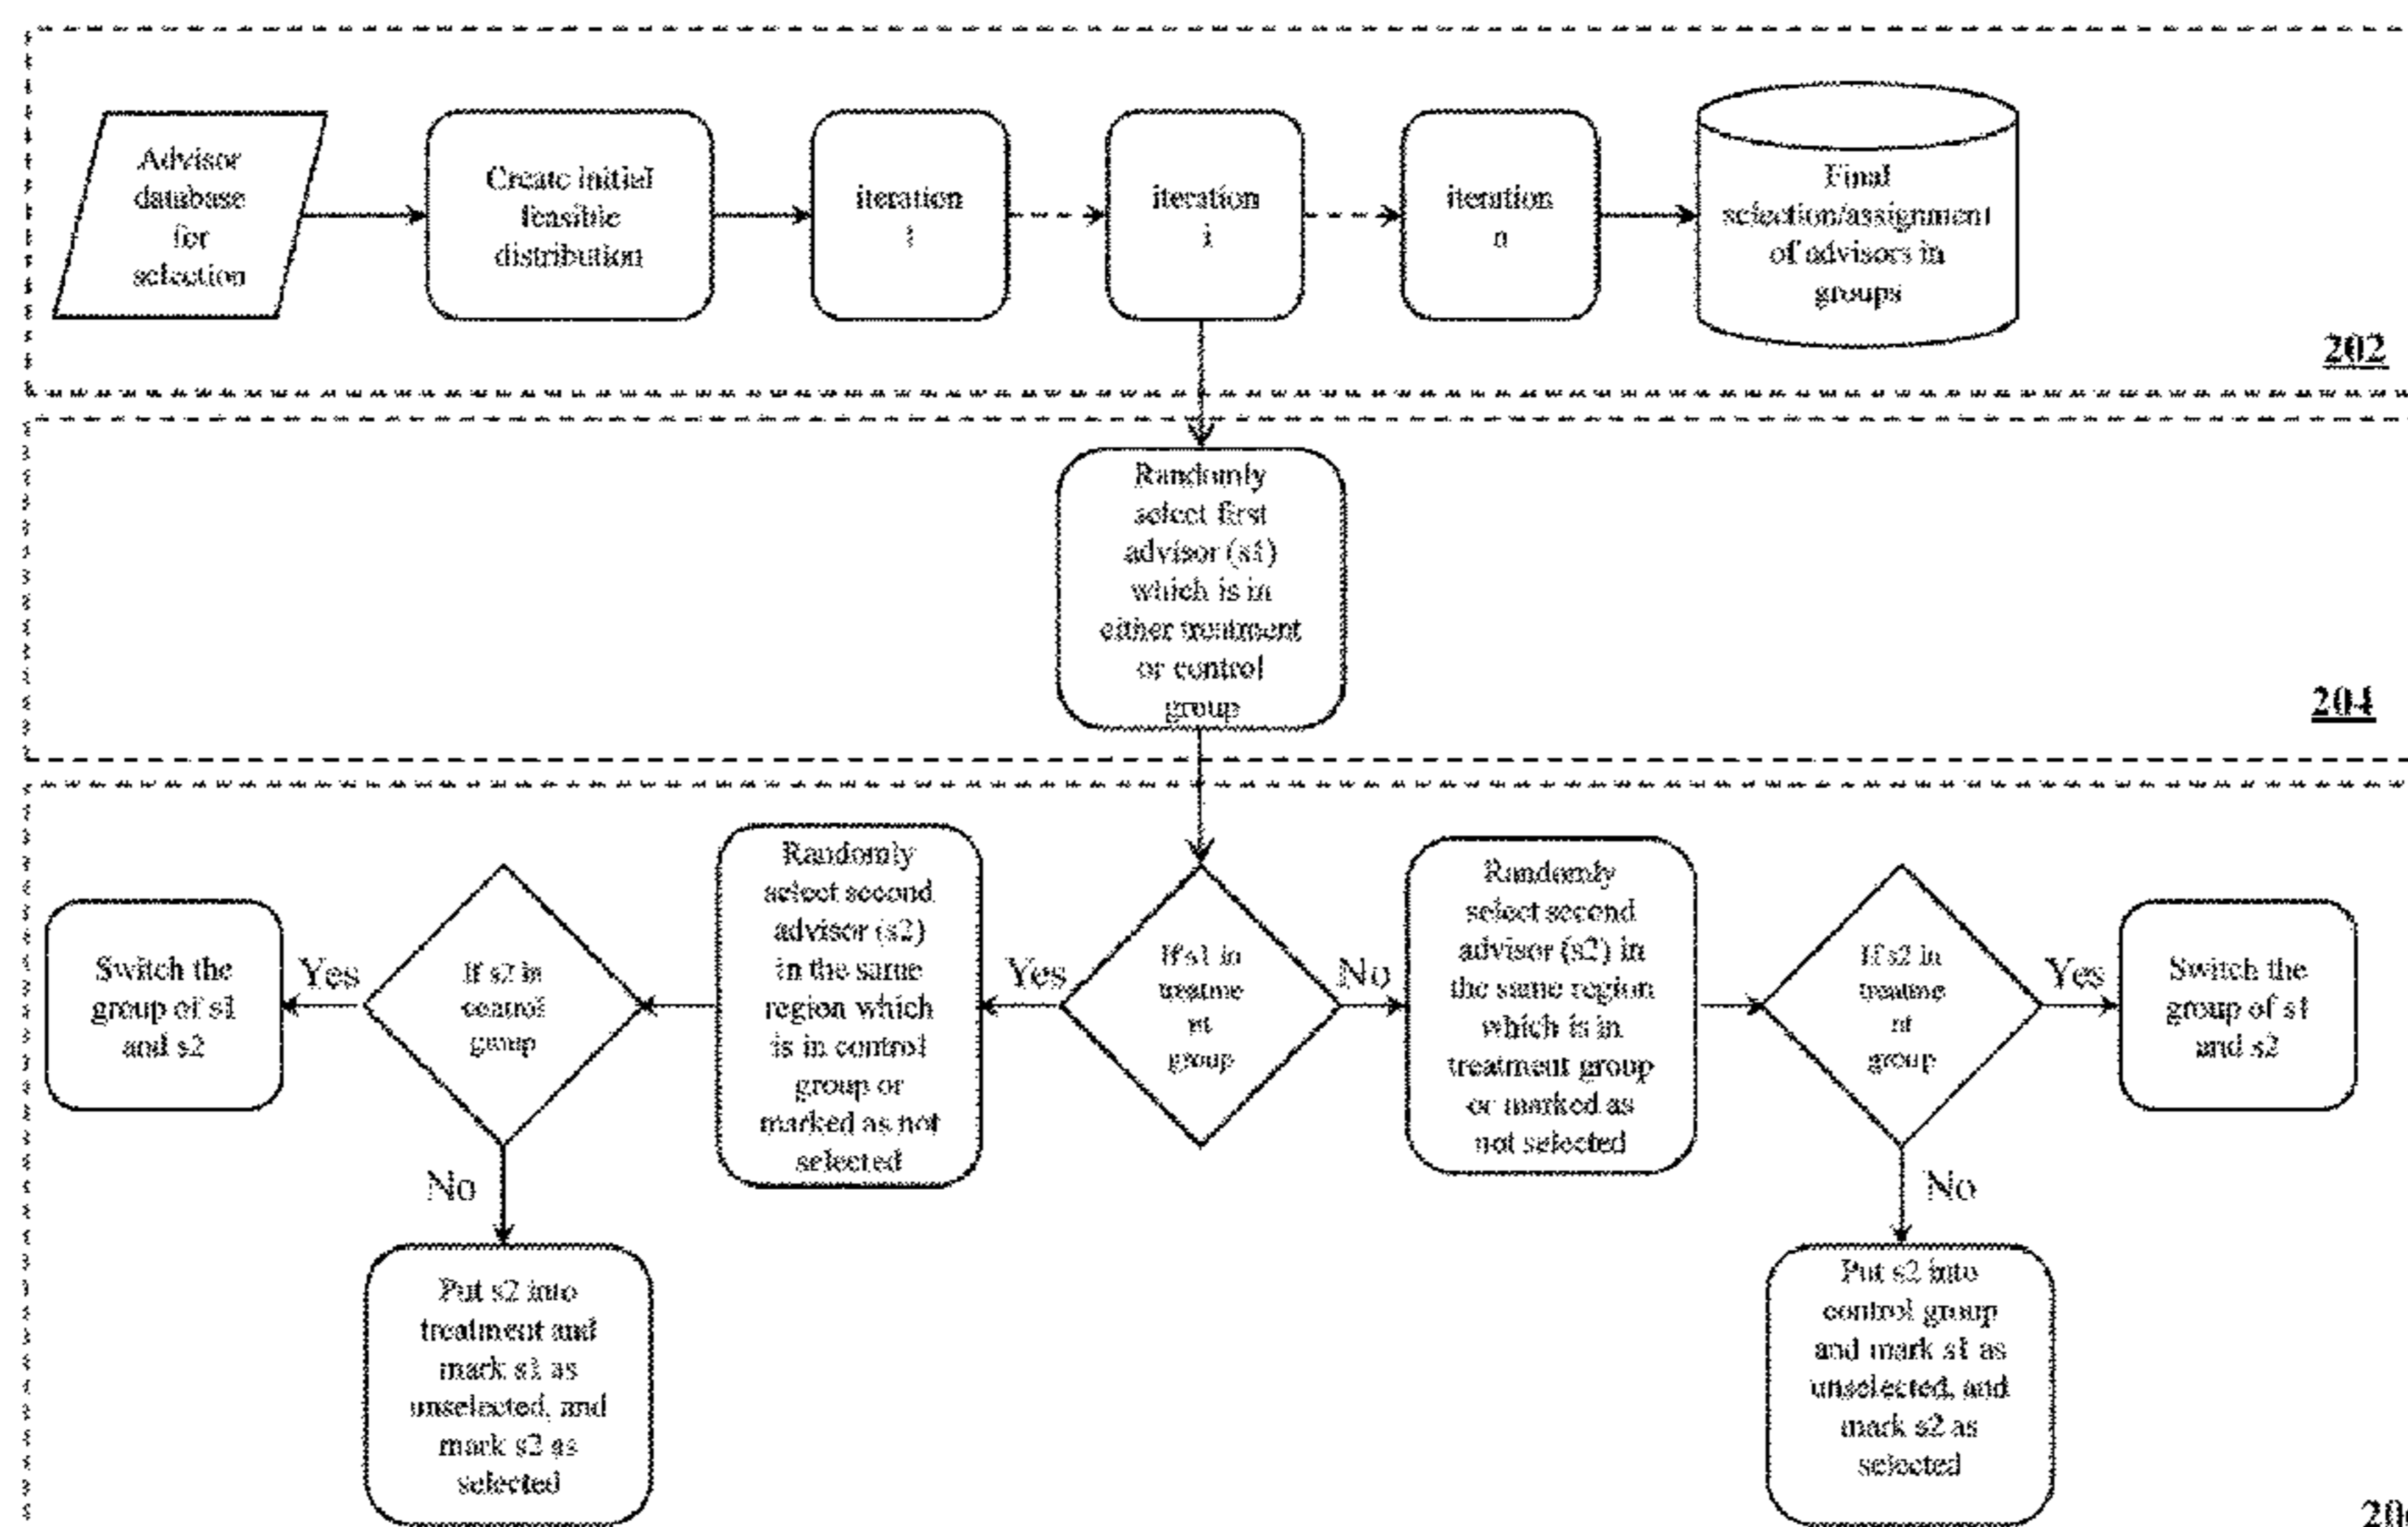 Advisor
database
for
selection
Create initial
feasible
distribution
iteration
1
iteration
i
iteration
n
Final
selection/assignment
of advisors in
groups
202
Randomly
select first
advisor (s1)
which is in
either treatment
or control
group
204
Switch the
group of s1
and s2
Yes
If s2 in
control
group
Randomly
select second
advisor (s2)
in the same
region which
is in control
group or
marked as not
selected
Yes
If s1 in
treatme
nt
group
No
Randomly
select second
advisor (s2) in
the same region
which is in
treatment group
or marked as
not selected
If s2 in
treatme
nt
group
Yes
Switch the
group of s1
and s2
No
No
Put s2 into
treatment and
mark s1 as
unselected, and
mark s2 as
selected
Put s2 into
control group
and mark s1 as
unselected, and
mark s2 as
selected